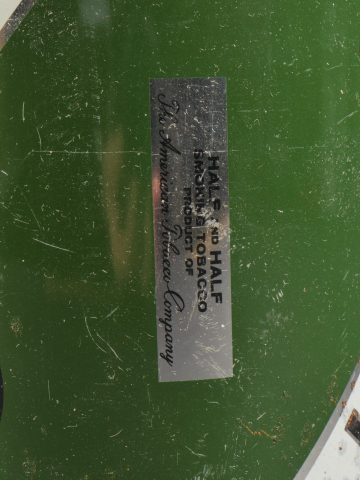 HALF AND HALF
SMOKING TOBACCO
PRODUCT OF
The American Tobacco Company